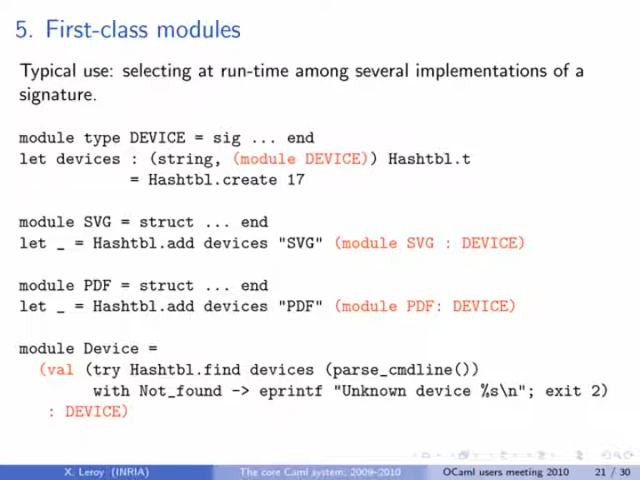 5. First-class modules
Typical use: selecting at run-time among several implementations of a
signature.
module type DEVICE = sig ... end
let devices : (string, (module DEVICE)) Hashtbl.t
= Hashtbl.create 17
module SVG = struct ... end
let _ = Hashtbl.add devices "SVG" (module SVG : DEVICE)
module PDF = struct ... end
let _ = Hashtbl.add devices "PDF" (module PDF: DEVICE)
module Device =
(val (try Hashtbl.find devices (parse_cmdline())
with Not_found -> eprintf "Unknown device %s\n"; exit 2)
: DEVICE)
X. Leroy (INRIA) The core Caml system, 2009-2010 OCaml users meeting 2010 21 / 30